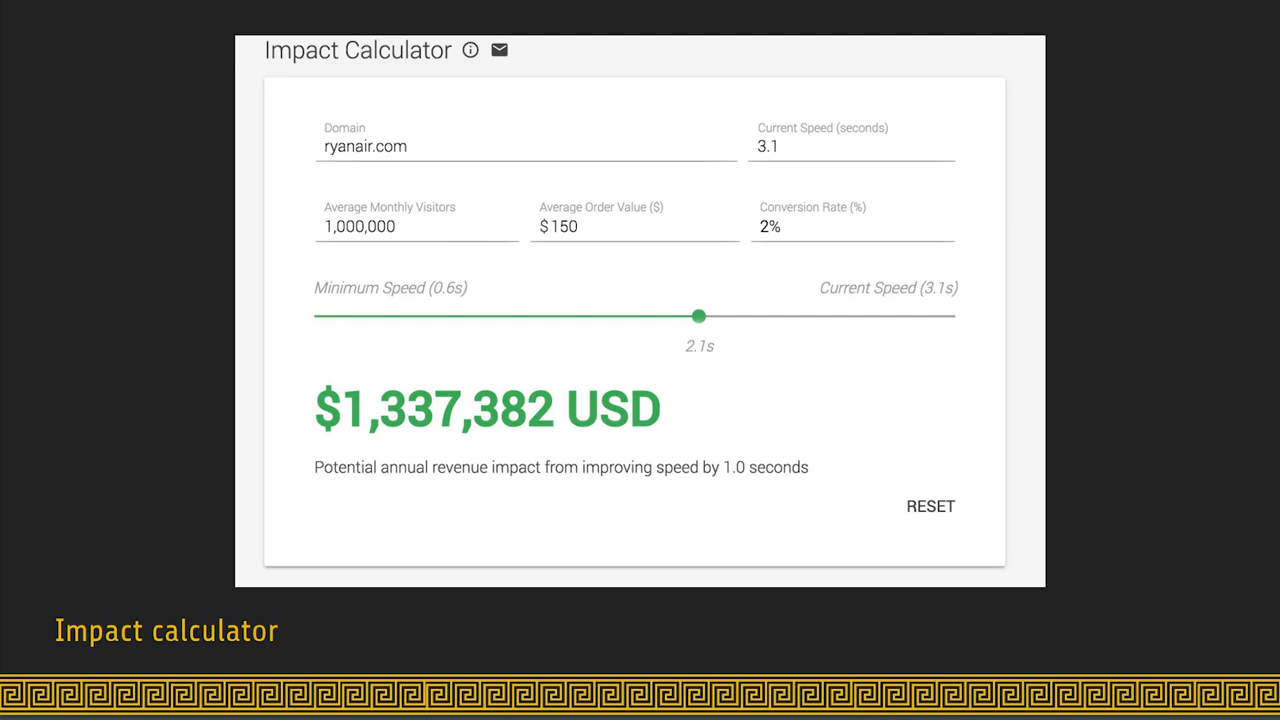 Impact Calculator
Domain
ryanair.com
Current Speed (seconds)
3.1
Average Monthly Visitors
1,000,000
Average Order Value ($)
$150
Conversion Rate (%)
2%
Minimum Speed (0.6s)
Current Speed (3.1s)
2.1s
$1,337,382 USD
Potential annual revenue impact from improving speed by 1.0 seconds
RESET
Impact calculator